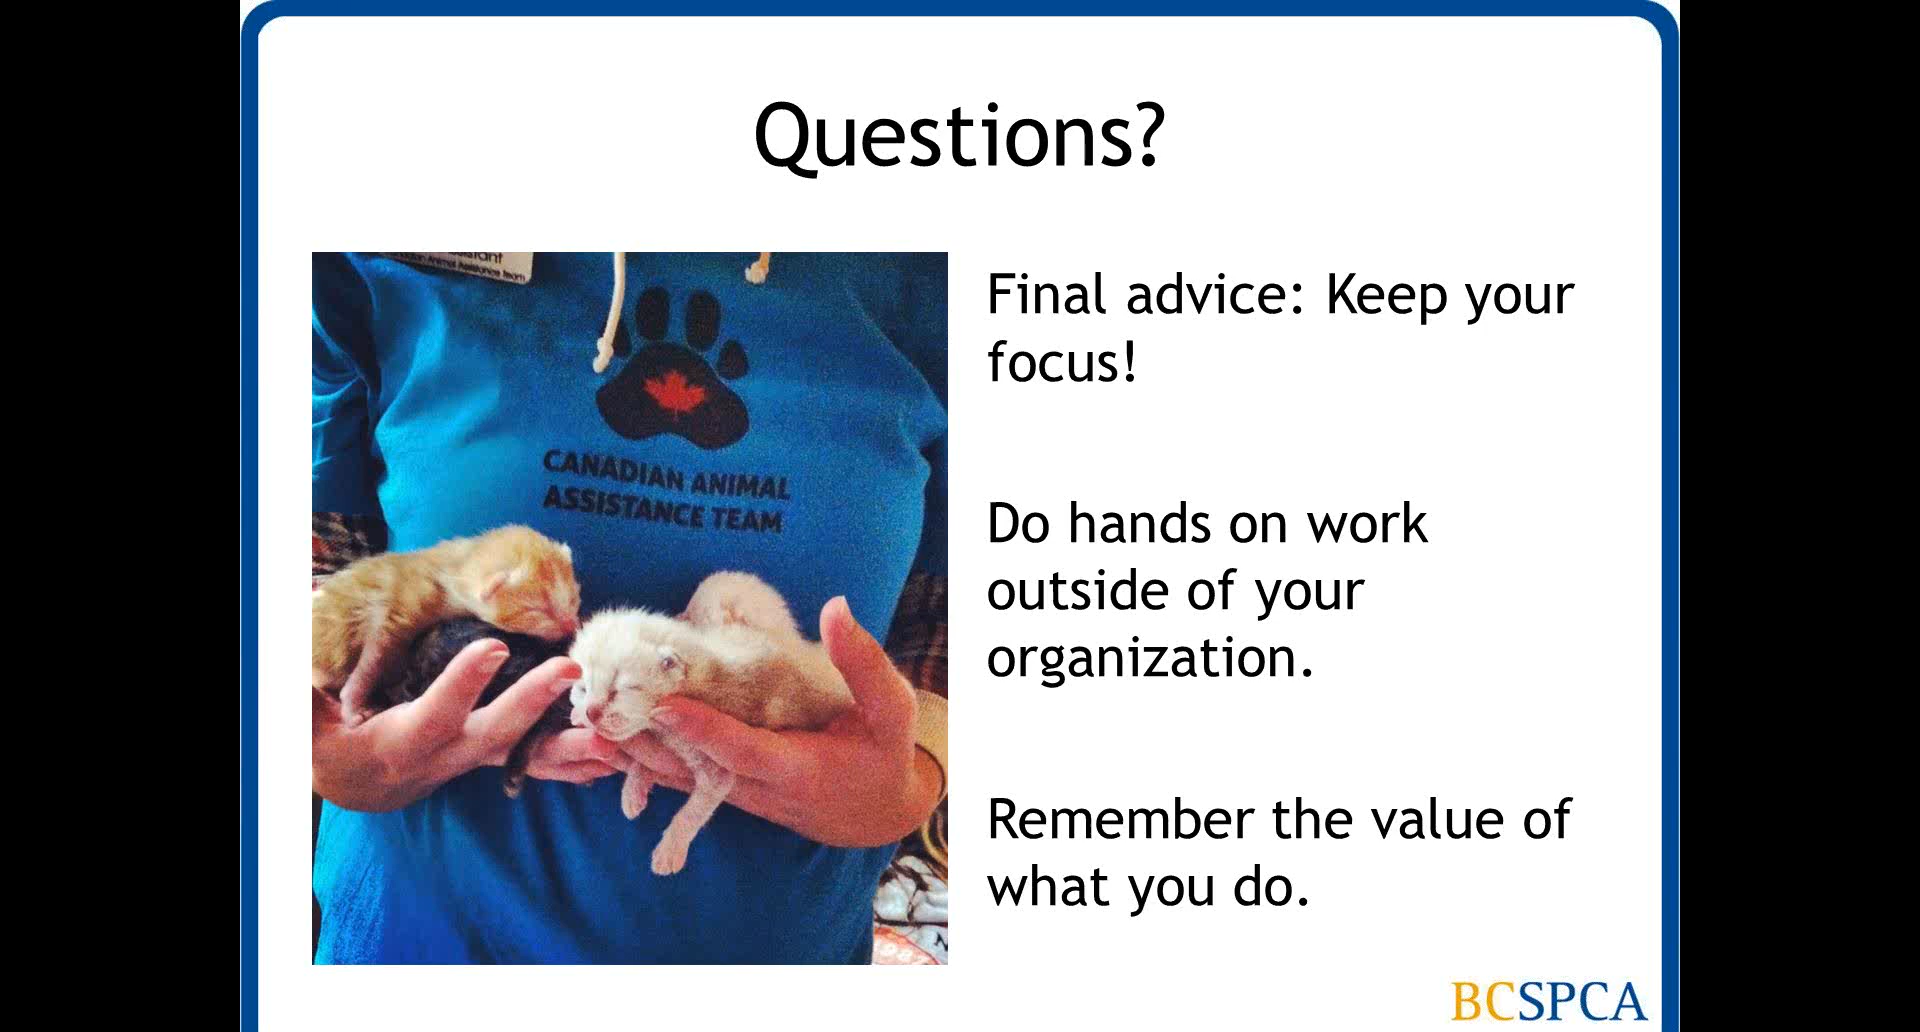 Questions?
Final advice: Keep your
focus!
Do hands on work
outside of your
organization.
Remember the value of
what you do.
CANADIAN ANIMAL
ASSISTANCE TEAM
BCSPCA